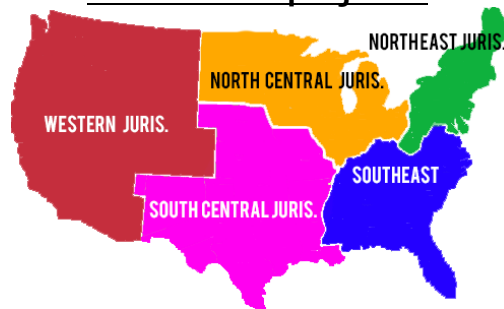 NORTHEAST JURIS.
NORTH CENTRAL JURIS.
WESTERN JURIS.
SOUTHEAST
SOUTH CENTRAL JURIS.